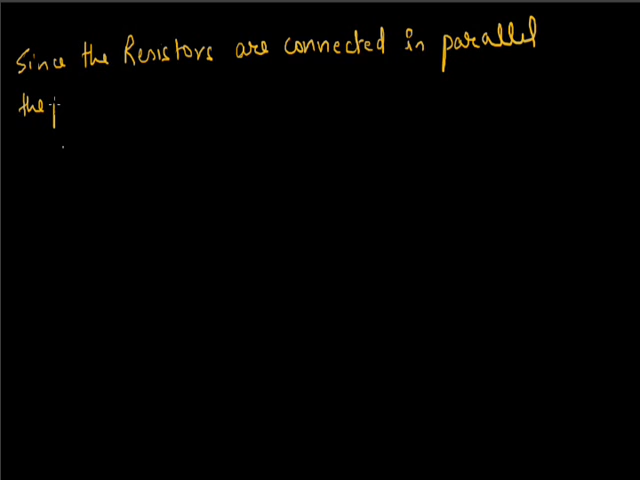 Since the Resistors are connected in parallel
the